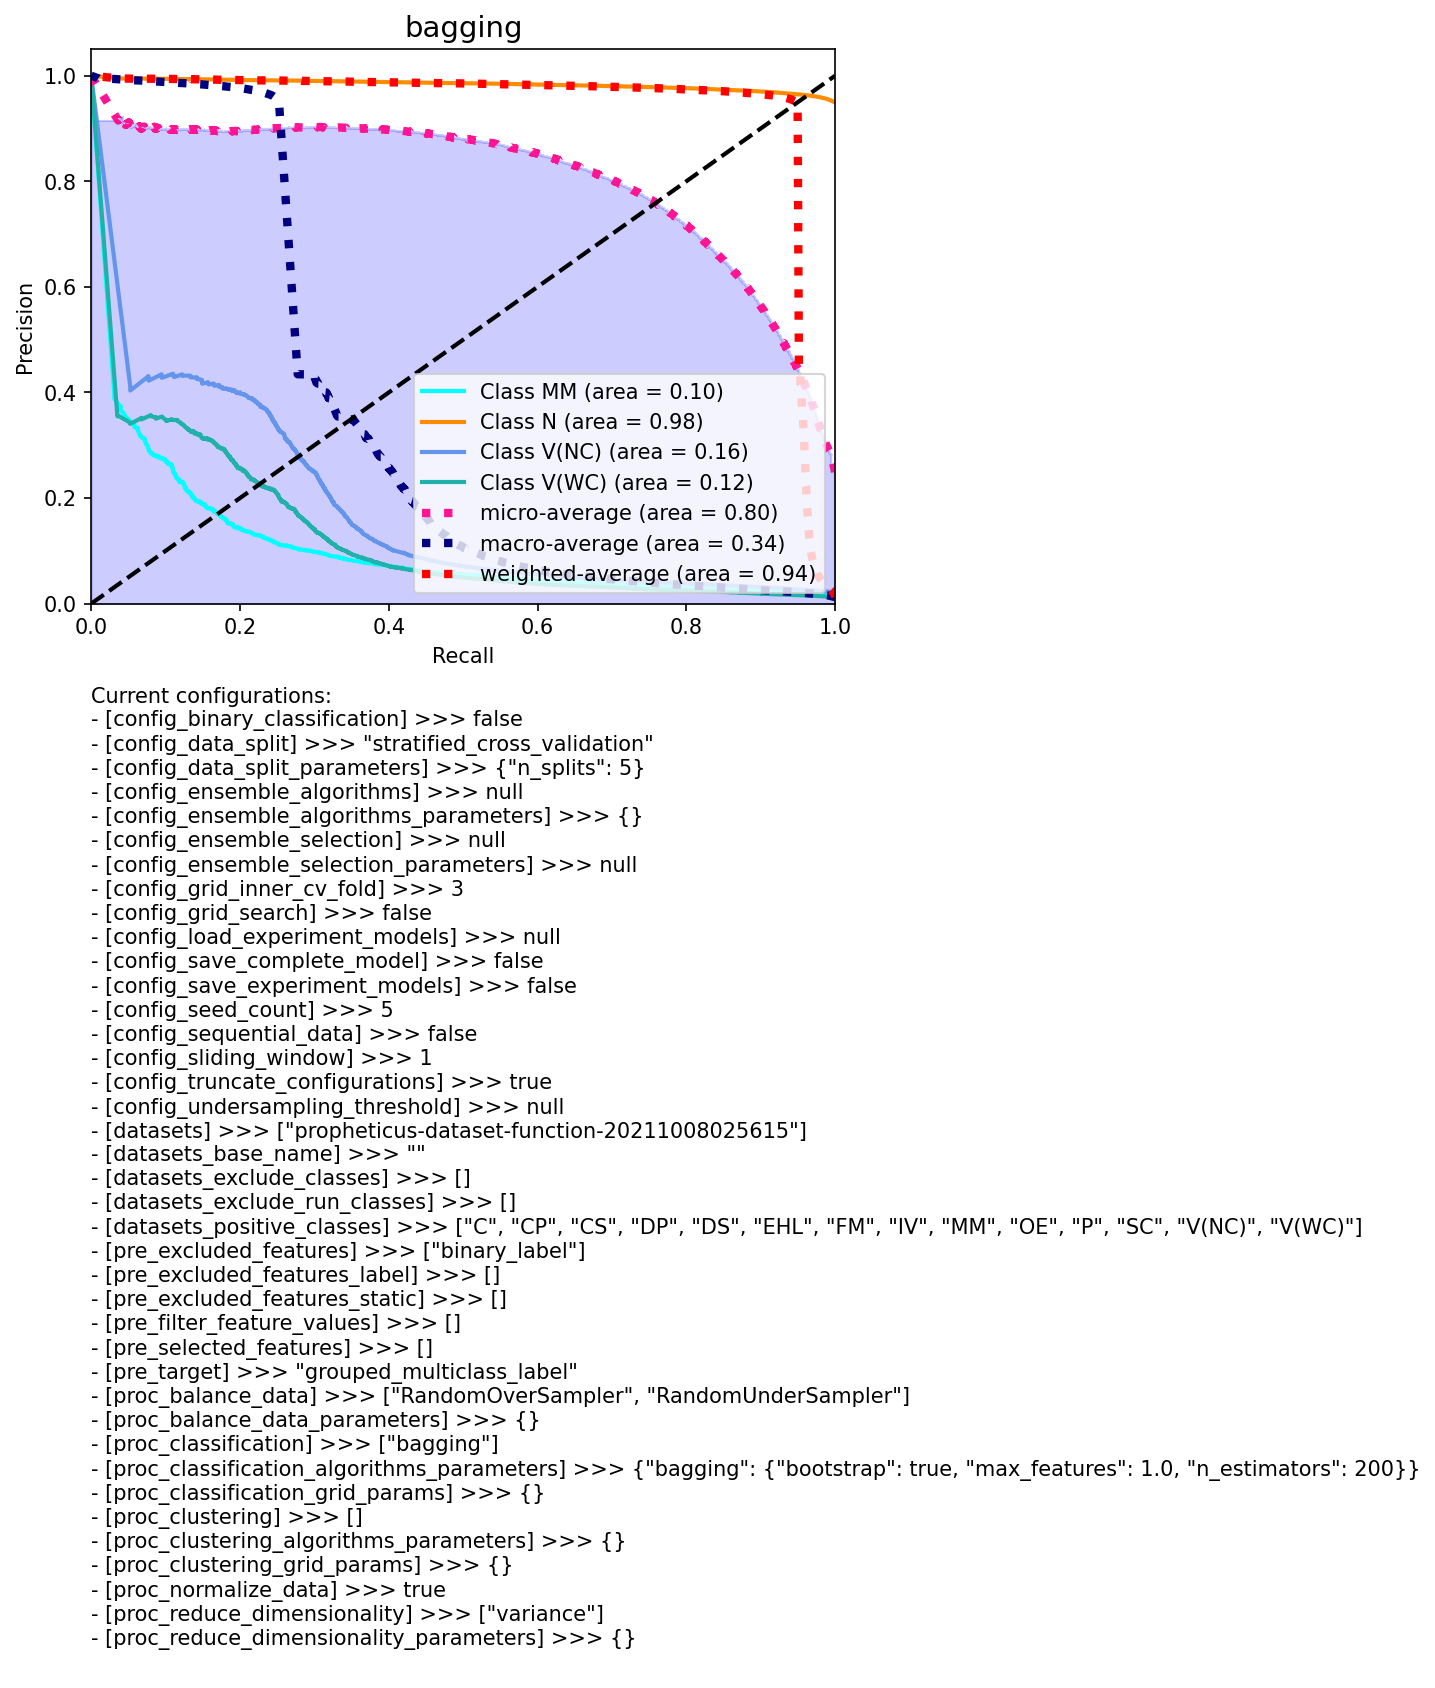 bagging
1.0
0.8
0.6
0.4
0.2
0.0
Precision
Class MM (area = 0.10)
Class N (area = 0.98)
Class V(NC) (area = 0.16)
Class V(WC) (area = 0.12)
micro-average (area = 0.80)
macro-average (area = 0.34)
weighted-average (area = 0.94)
0.0 0.2 0.4 0.6 0.8 1.0
Recall
Current configurations:
- [config_binary_classification] >>> false
- [config_data_split] >>> "stratified_cross_validation"
- [config_data_split_parameters] >>> {"n_splits": 5}
- [config_ensemble_algorithms] >>> null
- [config_ensemble_algorithms_parameters] >>> {}
- [config_ensemble_selection] >>> null
- [config_ensemble_selection_parameters] >>> null
- [config_grid_inner_cv_fold] >>> 3
- [config_grid_search] >>> false
- [config_load_experiment_models] >>> null
- [config_save_complete_model] >>> false
- [config_save_experiment_models] >>> false
- [config_seed_count] >>> 5
- [config_sequential_data] >>> false
- [config_sliding_window] >>> 1
- [config_truncate_configurations] >>> true
- [config_undersampling_threshold] >>> null
- [datasets] >>> ["propheticus-dataset-function-20211008025615"]
- [datasets_base_name] >>> ""
- [datasets_exclude_classes] >>> []
- [datasets_exclude_run_classes] >>> []
- [datasets_positive_classes] >>> ["C", "CP", "CS", "DP", "DS", "EHL", "FM", "IV", "MM", "OE", "P", "SC", "V(NC)", "V(WC)"]
- [pre_excluded_features] >>> ["binary_label"]
- [pre_excluded_features_label] >>> []
- [pre_excluded_features_static] >>> []
- [pre_filter_feature_values] >>> []
- [pre_selected_features] >>> []
- [pre_target] >>> "grouped_multiclass_label"
- [proc_balance_data] >>> ["RandomOverSampler", "RandomUnderSampler"]
- [proc_balance_data_parameters] >>> {}
- [proc_classification] >>> ["bagging"]
- [proc_classification_algorithms_parameters] >>> {"bagging": {"bootstrap": true, "max_features": 1.0, "n_estimators": 200}}
- [proc_classification_grid_params] >>> {}
- [proc_clustering] >>> []
- [proc_clustering_algorithms_parameters] >>> {}
- [proc_clustering_grid_params] >>> {}
- [proc_normalize_data] >>> true
- [proc_reduce_dimensionality] >>> ["variance"]
- [proc_reduce_dimensionality_parameters] >>> {}